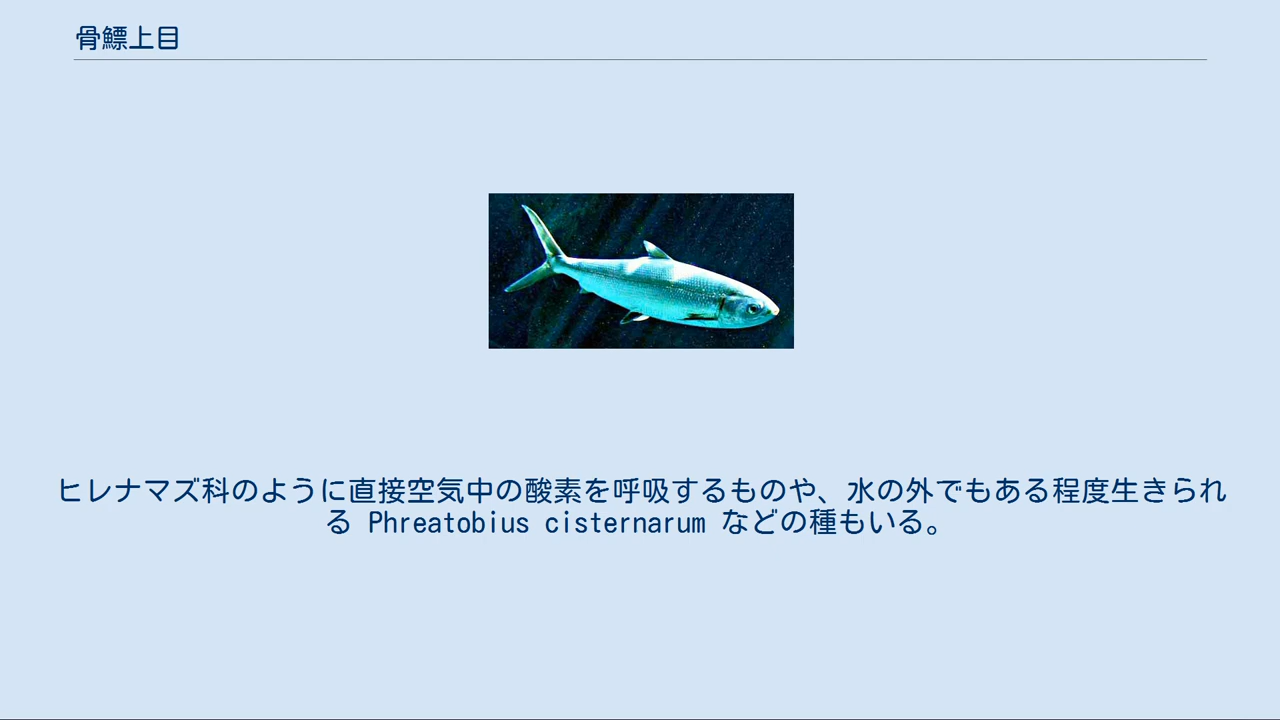 骨鰾上目
ヒレナマズ科のように直接空気中の酸素を呼吸するものや、水の外でもある程度生きられ
る Phreatobius cisternarum などの種もいる。